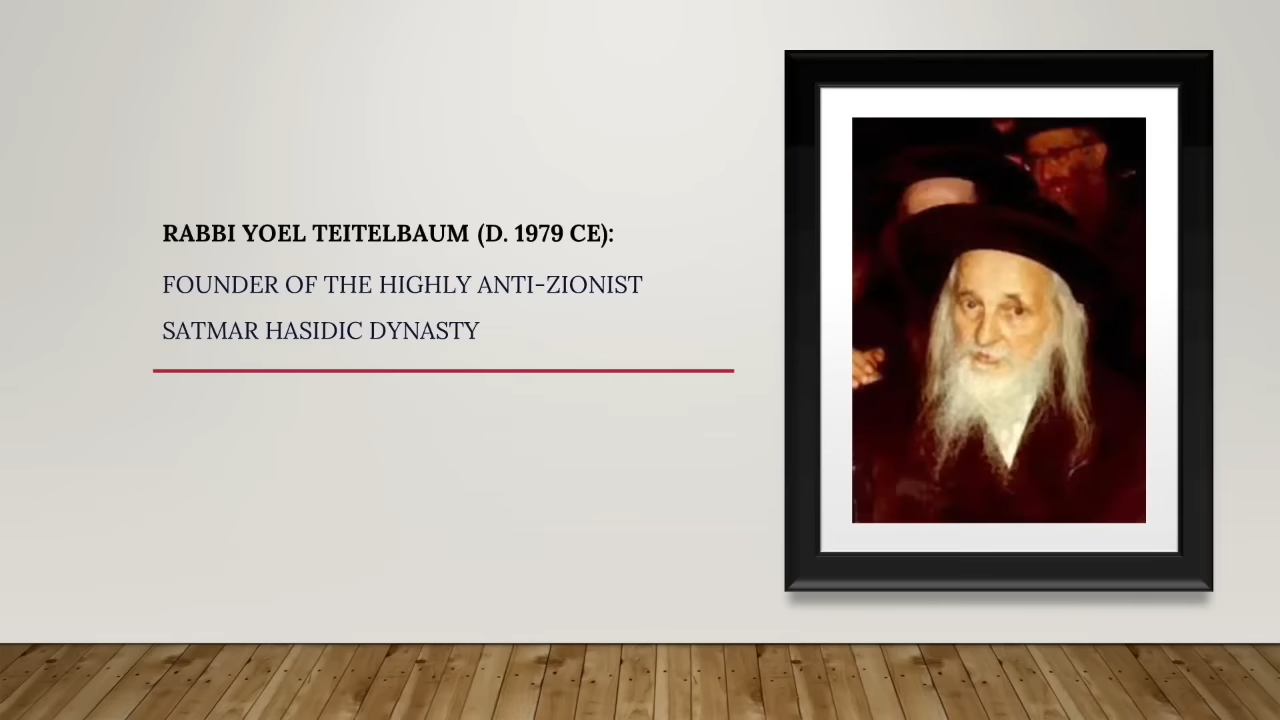 RABBI YOEL TEITELBAUM (D. 1979 CE):
FOUNDER OF THE HIGHLY ANTI-ZIONIST
SATMAR HASIDIC DYNASTY